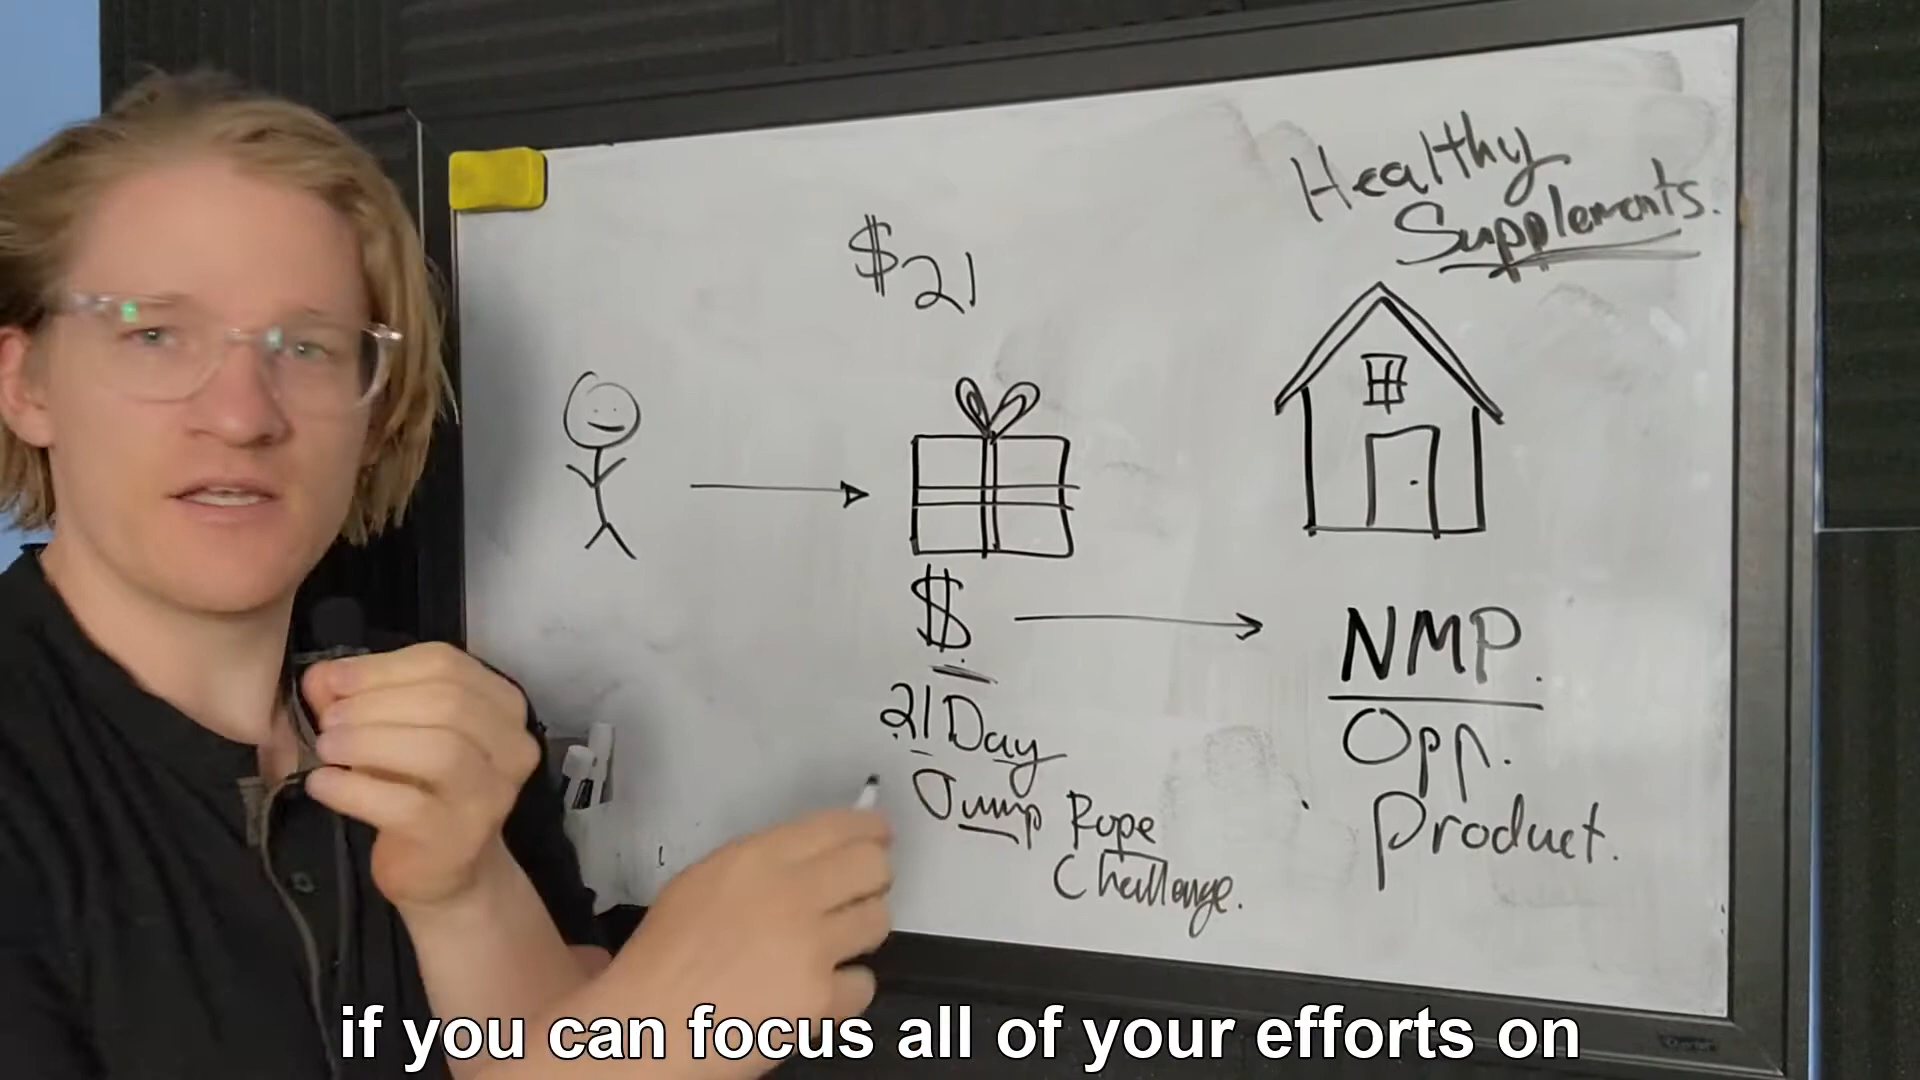 Healthy
Supplements.
$21
$
21 Day
Jump Rope
Challenge.
NMP.
Opp.
Product.
if you can focus all of your efforts on